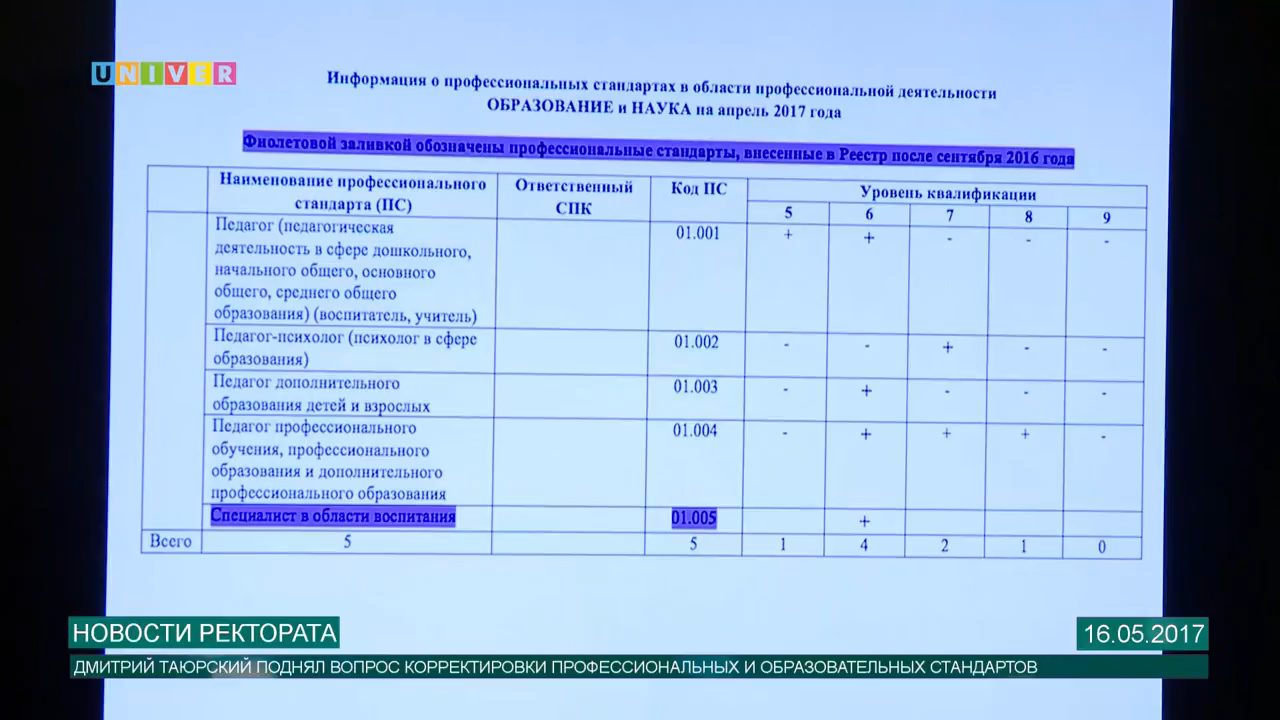 UNIVER
Информация о профессиональных стандартах в области профессиональной деятельности
ОБРАЗОВАНИЕ и НАУКА на апрель 2017 года
Фиолетовой заливкой обозначены профессиональные стандарты, внесенные в Реестр после сентября 2016 года
Наименование профессионального
стандарта (ПС)
Ответственный
СПК
Код ПС
Уровень квалификации
5 6 7 8 9
Педагог (педагогическая
деятельность в сфере дошкольного,
начального общего, основного
общего, среднего общего
образования) (воспитатель, учитель)
01.001 + + - - -
Педагог-психолог (психолог в сфере
образования)
01.002 - - + - -
Педагог дополнительного
образования детей и взрослых
01.003 - + - - -
Педагог профессионального
обучения, профессионального
образования и дополнительного
профессионального образования
01.004 - + + + -
Специалист в области воспитания 01.005 +
Всего 5 5 1 4 2 1 0
НОВОСТИ РЕКТОРАТА
16.05.2017
ДМИТРИЙ ТАЮРСКИЙ ПОДНЯЛ ВОПРОС КОРРЕКТИРОВКИ ПРОФЕССИОНАЛЬНЫХ И ОБРАЗОВАТЕЛЬНЫХ СТАНДАРТОВ